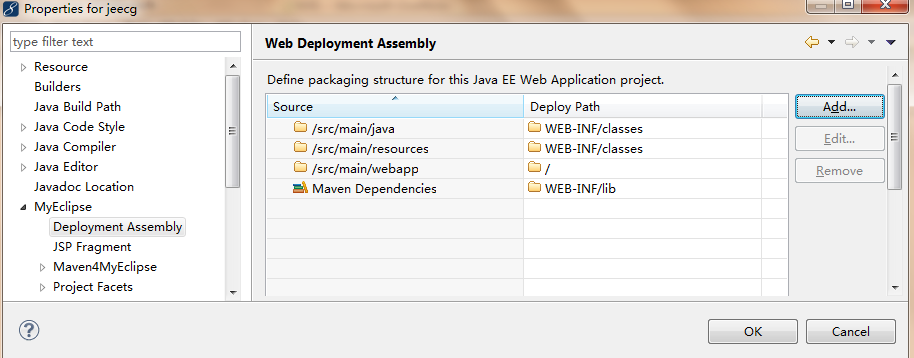 Properties for jeecg
type filter text
Resource
Builders
Java Build Path
Java Code Style
Java Compiler
Java Editor
Javadoc Location
MyEclipse
Deployment Assembly
JSP Fragment
Maven4MyEclipse
Project Facets
Web Deployment Assembly
Define packaging structure for this Java EE Web Application project.
Source Deploy Path
/src/main/java WEB-INF/classes
/src/main/resources WEB-INF/classes
/src/main/webapp /
Maven Dependencies WEB-INF/lib
Add...
Edit...
Remove
OK Cancel